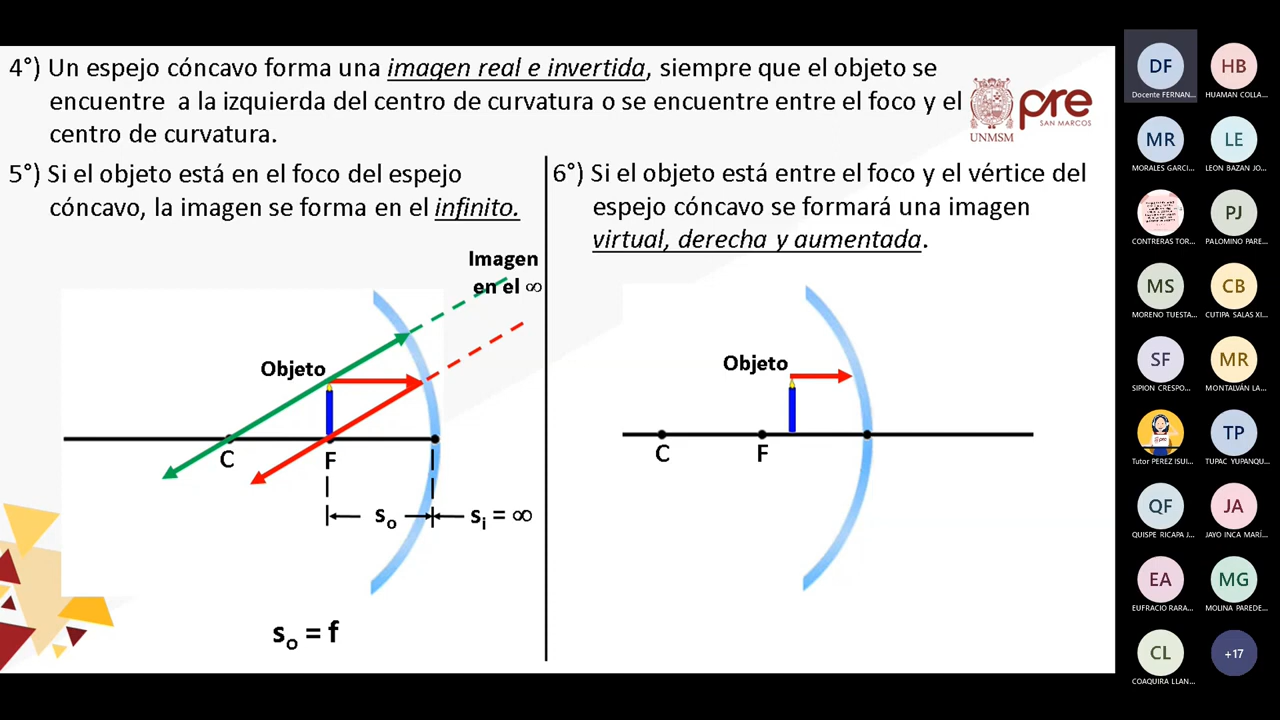 4°) Un espejo cóncavo forma una imagen real e invertida, siempre que el objeto se
encuentre a la izquierda del centro de curvatura o se encuentre entre el foco y el
centro de curvatura.
UNMSM
pre
SAN MARCOS
5°) Si el objeto está en el foco del espejo
cóncavo, la imagen se forma en el infinito.
Imagen
en el ∞
Objeto
C
F
s₀
sᵢ = ∞
s₀ = f
6°) Si el objeto está entre el foco y el vértice del
espejo cóncavo se formará una imagen
virtual, derecha y aumentada.
Objeto
C
F
DF
Docente FERNAN...
HB
HUAMAN COLLA...
MR
MORALES GARCI...
LE
LEON BAZAN JO...
CONTRERAS TOR...
PJ
PALOMINO PARE...
MS
MORENO TUESTA...
CB
CUTIPA SALAS XI...
SF
SIPION CRESPO...
MR
MONTALVÁN LA...
Tutor PEREZ ISUI...
TP
TUPAC YUPANQU...
QF
QUISPE RICAPA J...
JA
JAYO INCA MARÍ...
EA
EUFRACIO RARA...
MG
MOLINA PAREDE...
CL
COAQUIRA LLAN...
+17